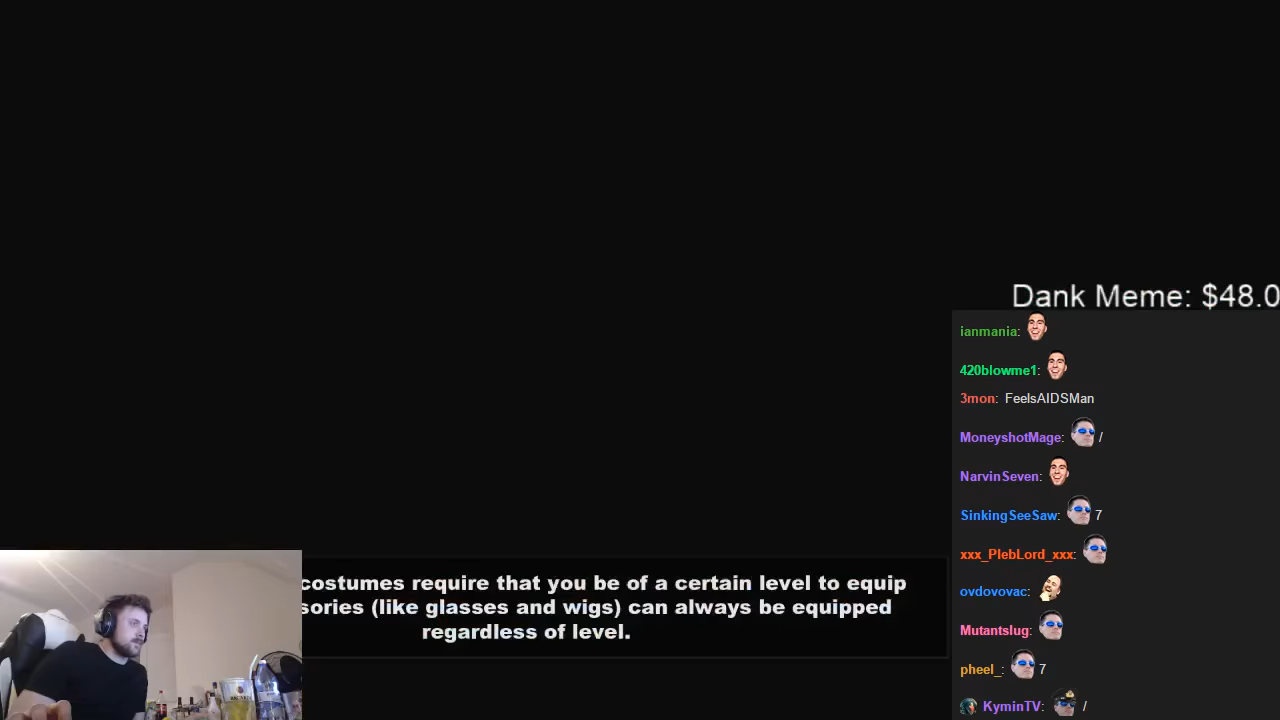 Dank Meme: $48.0
ianmania:
420blowme1:
3mon: FeelsAIDSMan
MoneyshotMage: /
NarvinSeven:
SinkingSeeSaw: 7
xxx_PlebLord_xxx:
ovdovovac:
Mutantslug:
pheel_: 7
KyminTV: /
costumes require that you be of a certain level to equip
sories (like glasses and wigs) can always be equipped
regardless of level.